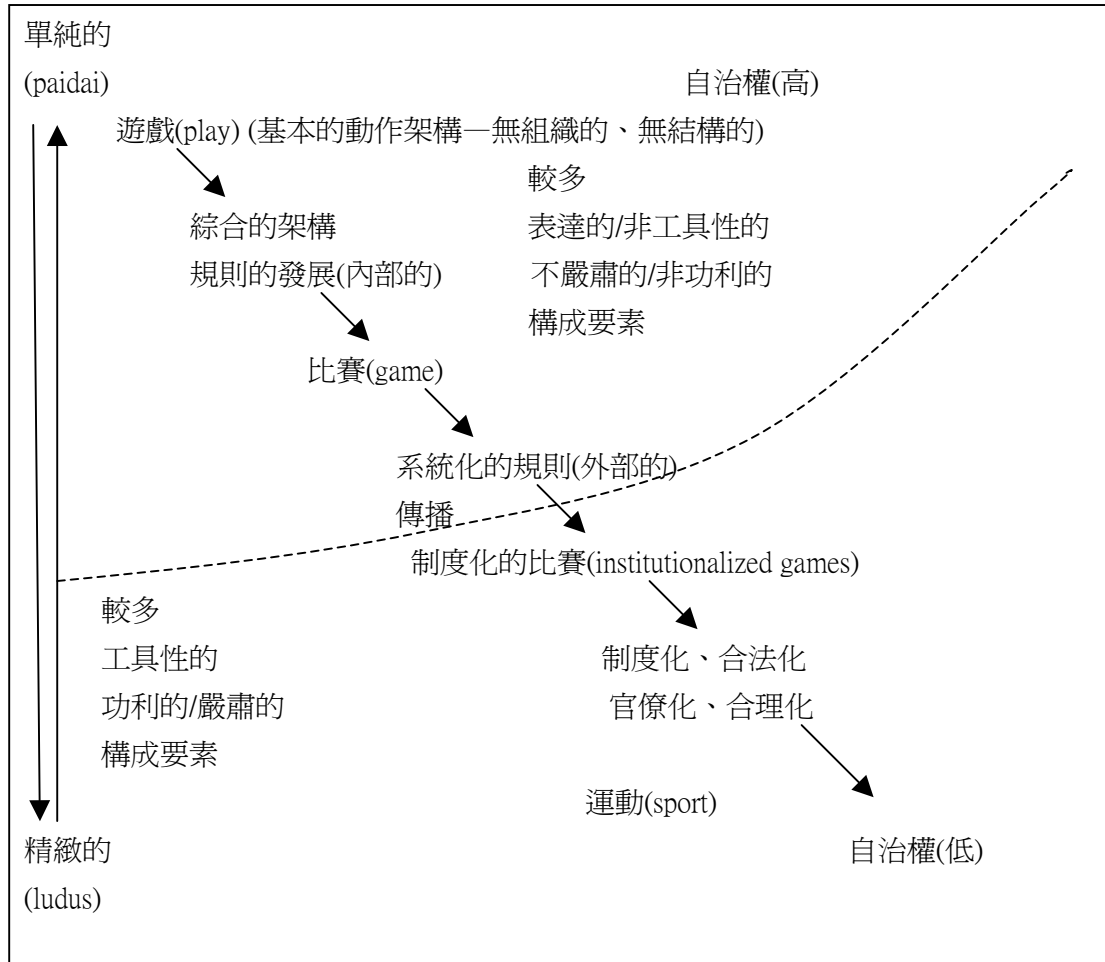 單純的
(paidai)
自治權(高)
遊戲(play) (基本的動作架構—無組織的、無結構的)
較多
綜合的架構
表達的/非工具性的
規則的發展(內部的)
不嚴肅的/非功利的
構成要素
比賽(game)
系統化的規則(外部的)
傳播
制度化的比賽(institutionalized games)
較多
工具性的
制度化、合法化
功利的/嚴肅的
官僚化、合理化
構成要素
運動(sport)
精緻的
自治權(低)
(ludus)